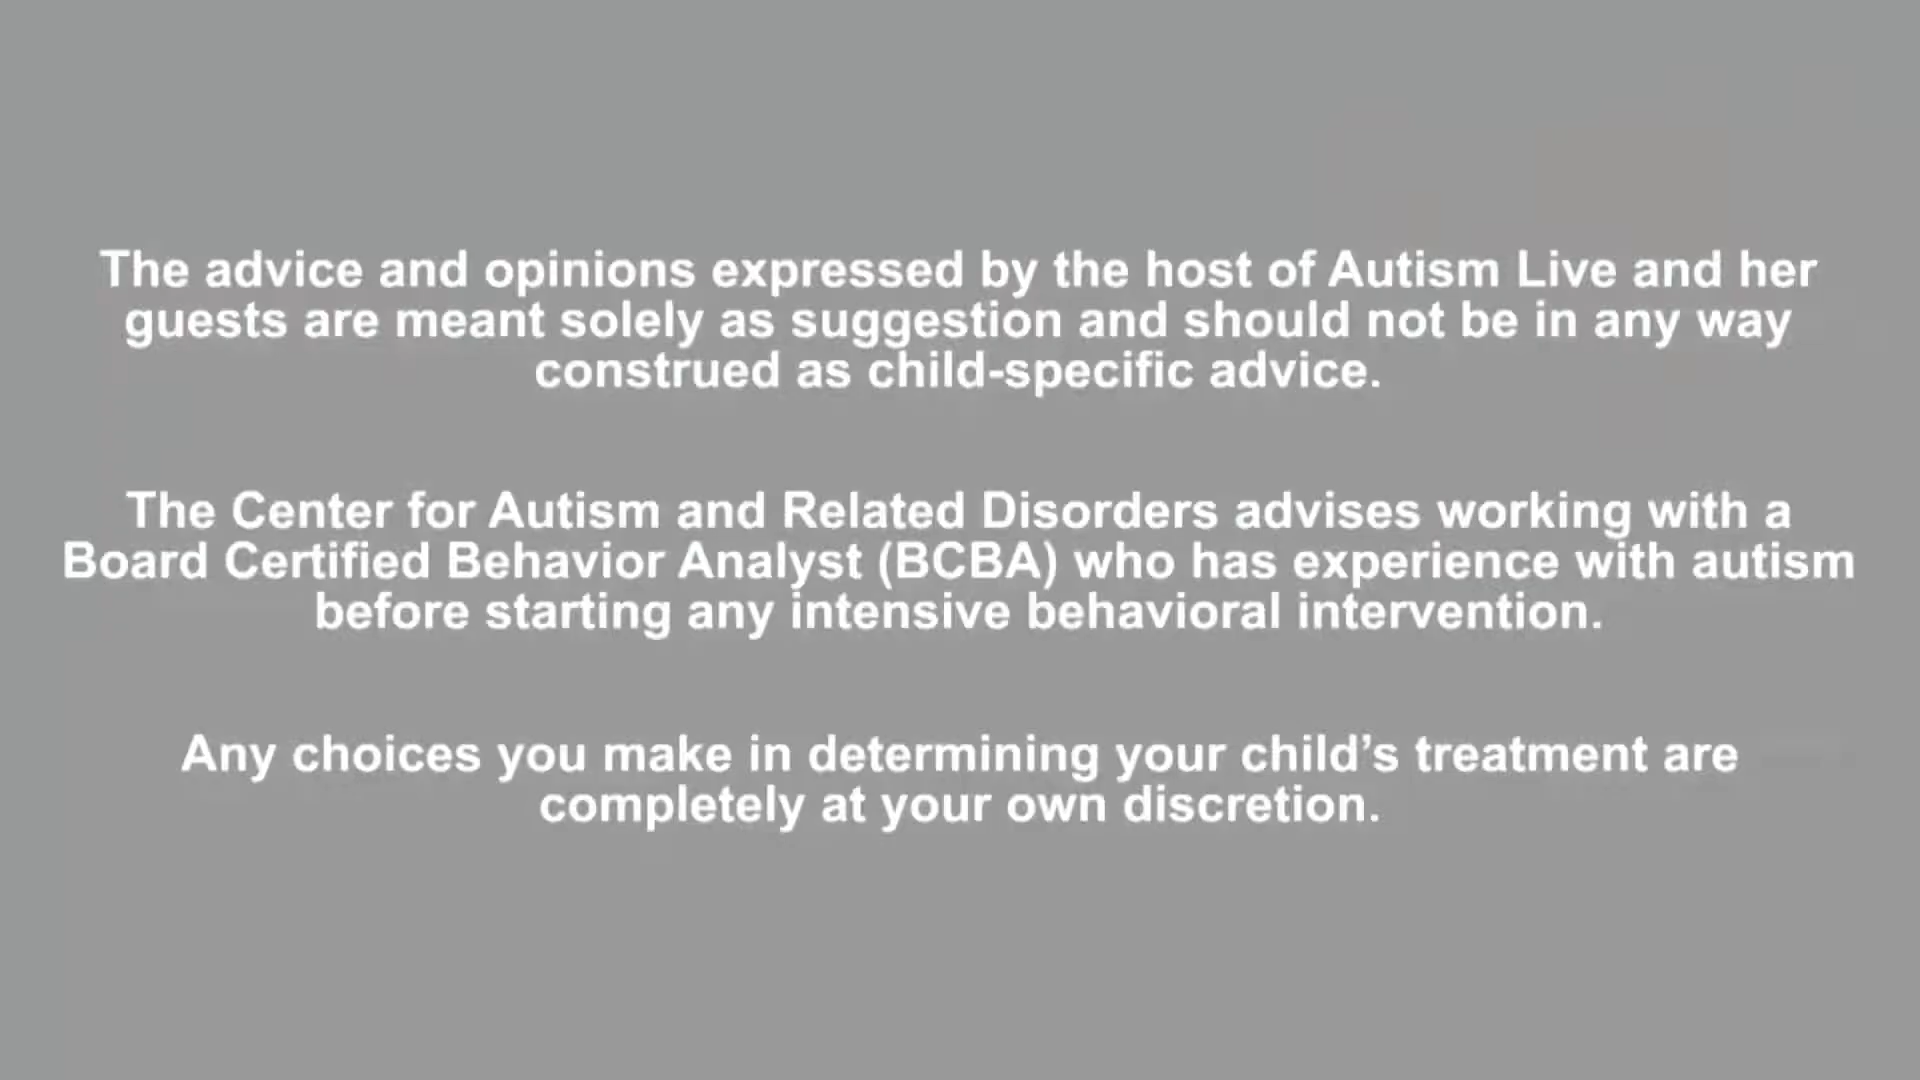 The advice and opinions expressed by the host of Autism Live and her
guests are meant solely as suggestion and should not be in any way
construed as child-specific advice.
The Center for Autism and Related Disorders advises working with a
Board Certified Behavior Analyst (BCBA) who has experience with autism
before starting any intensive behavioral intervention.
Any choices you make in determining your child’s treatment are
completely at your own discretion.